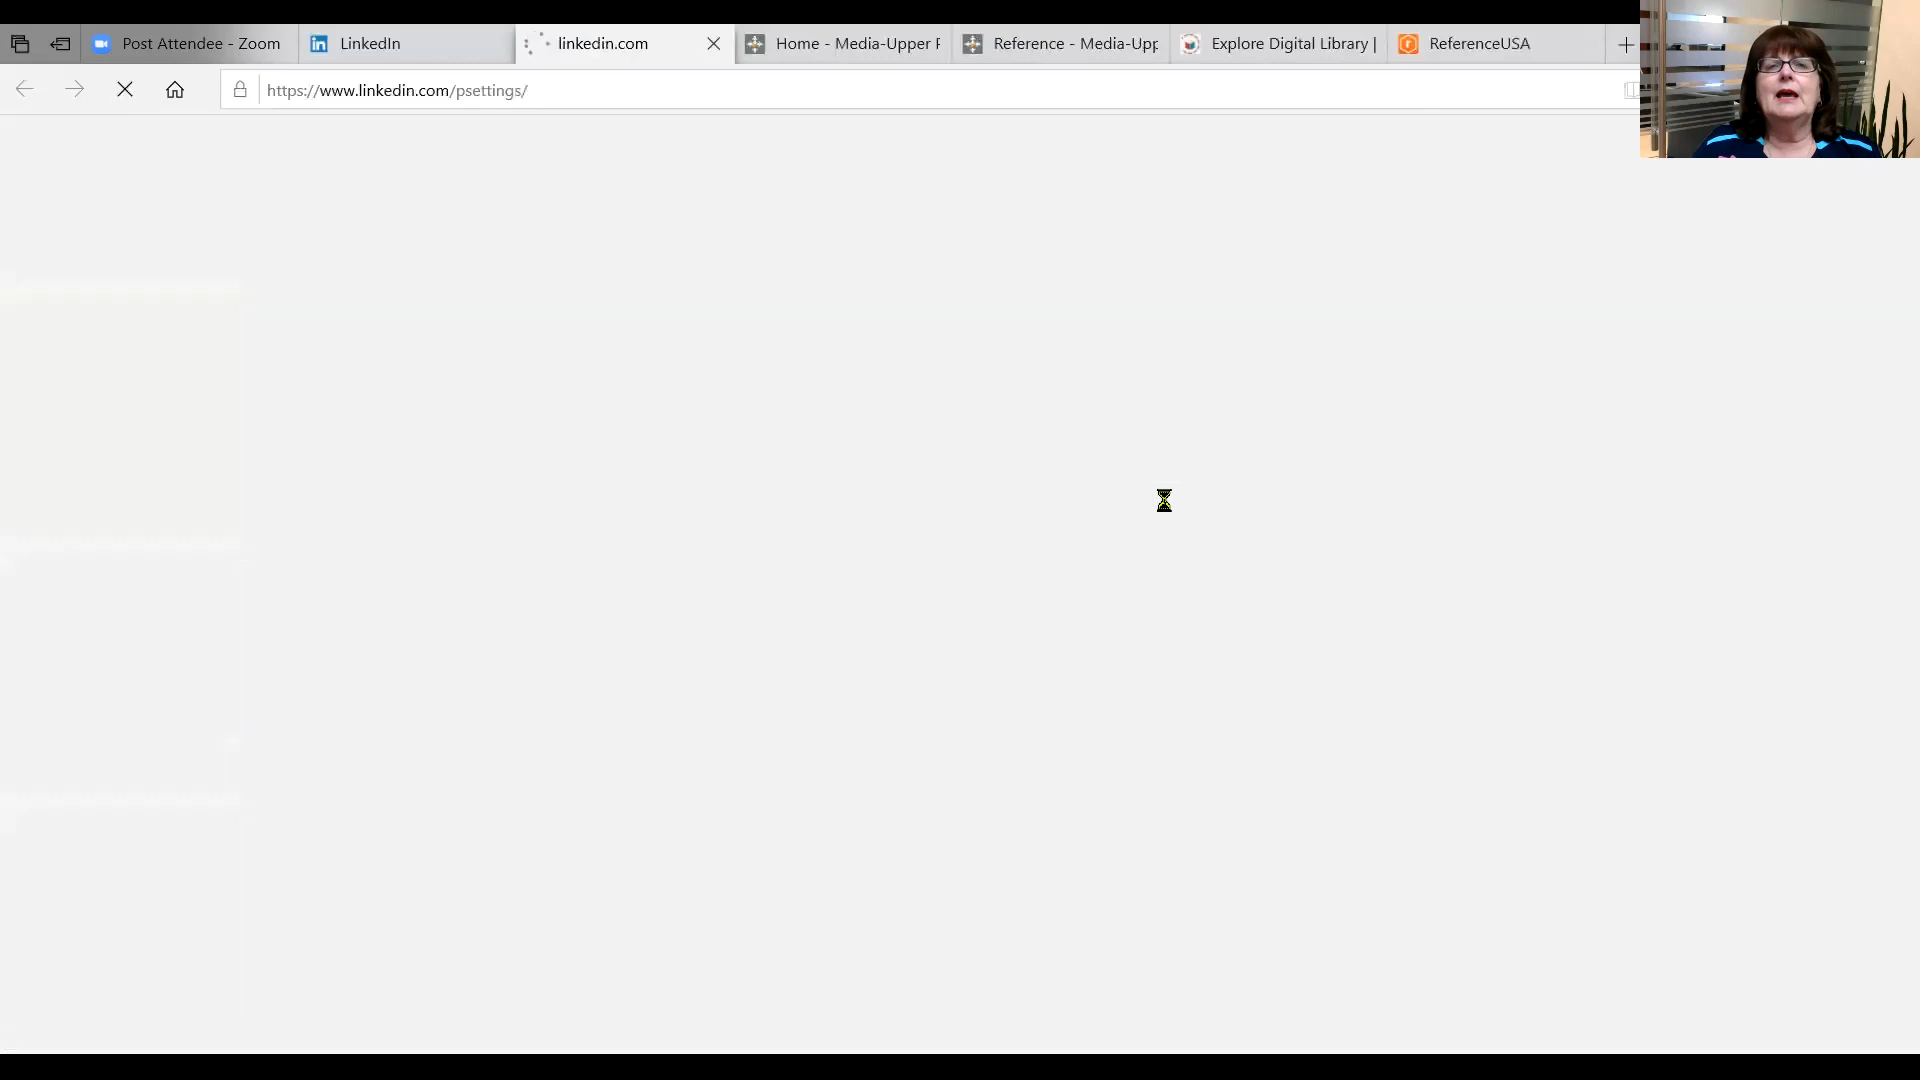 Post Attendee - Zoom
LinkedIn
linkedin.com
Home - Media-Upper P
Reference - Media-Upp
Explore Digital Library |
ReferenceUSA
https://www.linkedin.com/psettings/